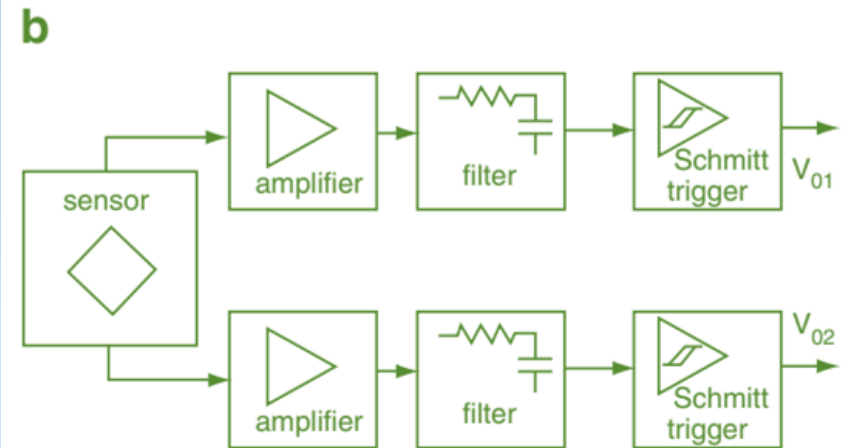 b
sensor
amplifier
filter
Schmitt
trigger
V01
amplifier
filter
Schmitt
trigger
V02